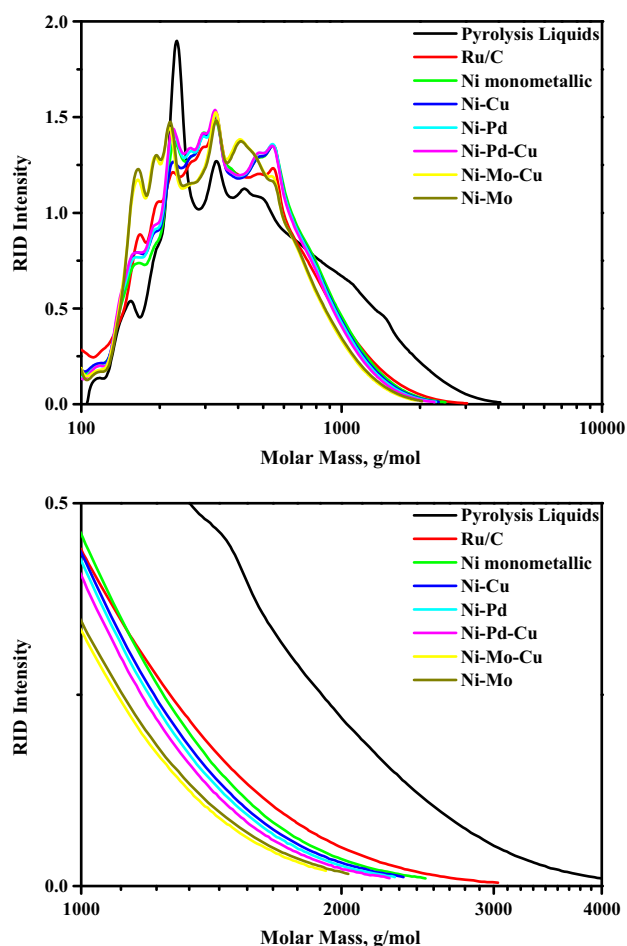 2.0
1.5
1.0
0.5
0.0
RID Intensity
Pyrolysis Liquids
Ru/C
Ni monometallic
Ni-Cu
Ni-Pd
Ni-Pd-Cu
Ni-Mo-Cu
Ni-Mo
100
1000
10000
Molar Mass, g/mol
0.5
0.0
RID Intensity
Pyrolysis Liquids
Ru/C
Ni monometallic
Ni-Cu
Ni-Pd
Ni-Pd-Cu
Ni-Mo-Cu
Ni-Mo
1000
2000
3000
4000
Molar Mass, g/mol